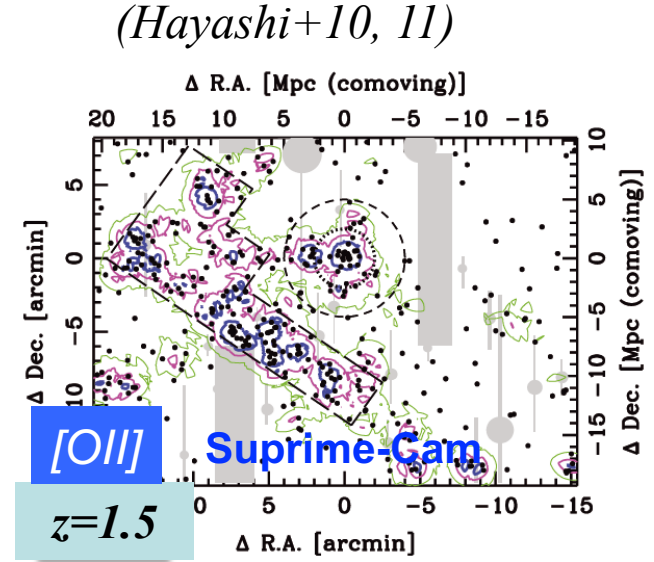 (Hayashi+10, 11)
Δ R.A. [Mpc (comoving)]
20 15 10 5 0 −5 −10 −15
Δ Dec. [arcmin]
5
0
−5
10
10
5
0
−5
−10
−15
Δ Dec. [Mpc (comoving)]
[OII]
Suprime-Cam
z=1.5
0 5 0 −5 −10 −15
Δ R.A. [arcmin]